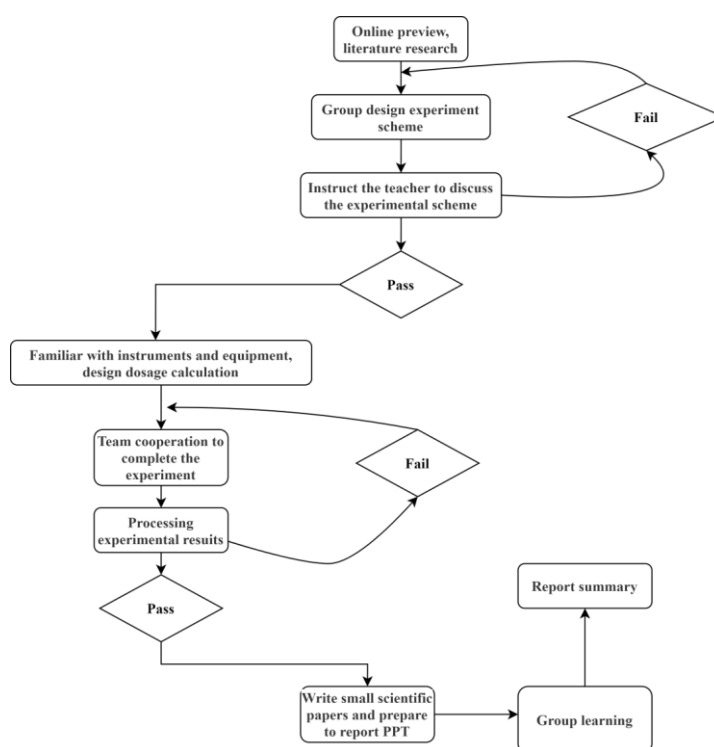 Online preview,
literature research
Group design experiment
scheme
Fail
Instruct the teacher to discuss
the experimental scheme
Pass
Familiar with instruments and equipment,
design dosage calculation
Team cooperation to
complete the
experiment
Fail
Processing
experimental resuits
Pass
Report summary
Write small scientific
papers and prepare
to report PPT
Group learning